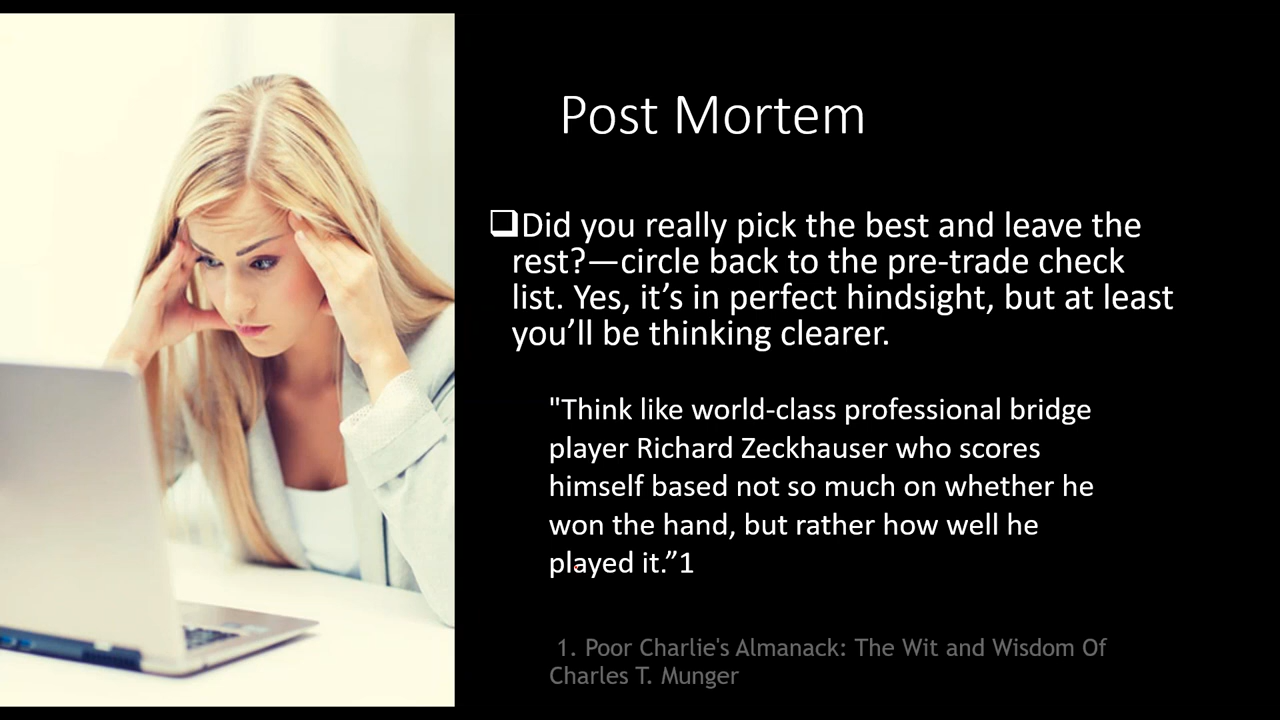 Post Mortem
Did you really pick the best and leave the
rest?—circle back to the pre-trade check
list. Yes, it’s in perfect hindsight, but at least
you’ll be thinking clearer.
"Think like world-class professional bridge
player Richard Zeckhauser who scores
himself based not so much on whether he
won the hand, but rather how well he
played it.”1
1. Poor Charlie's Almanack: The Wit and Wisdom Of
Charles T. Munger